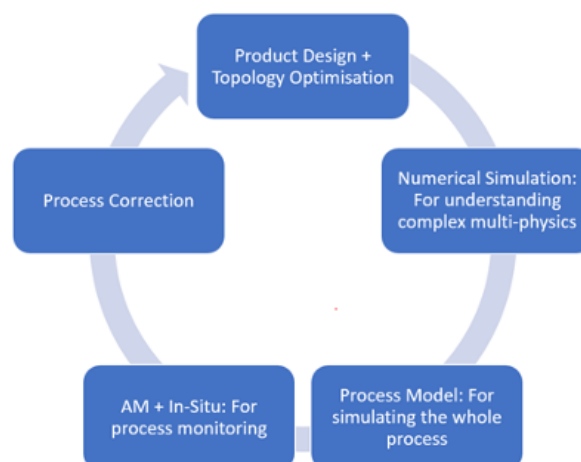 Product Design +
Topology Optimisation
Numerical Simulation:
For understanding
complex multi-physics
Process Model: For
simulating the whole
process
AM + In-Situ: For
process monitoring
Process Correction